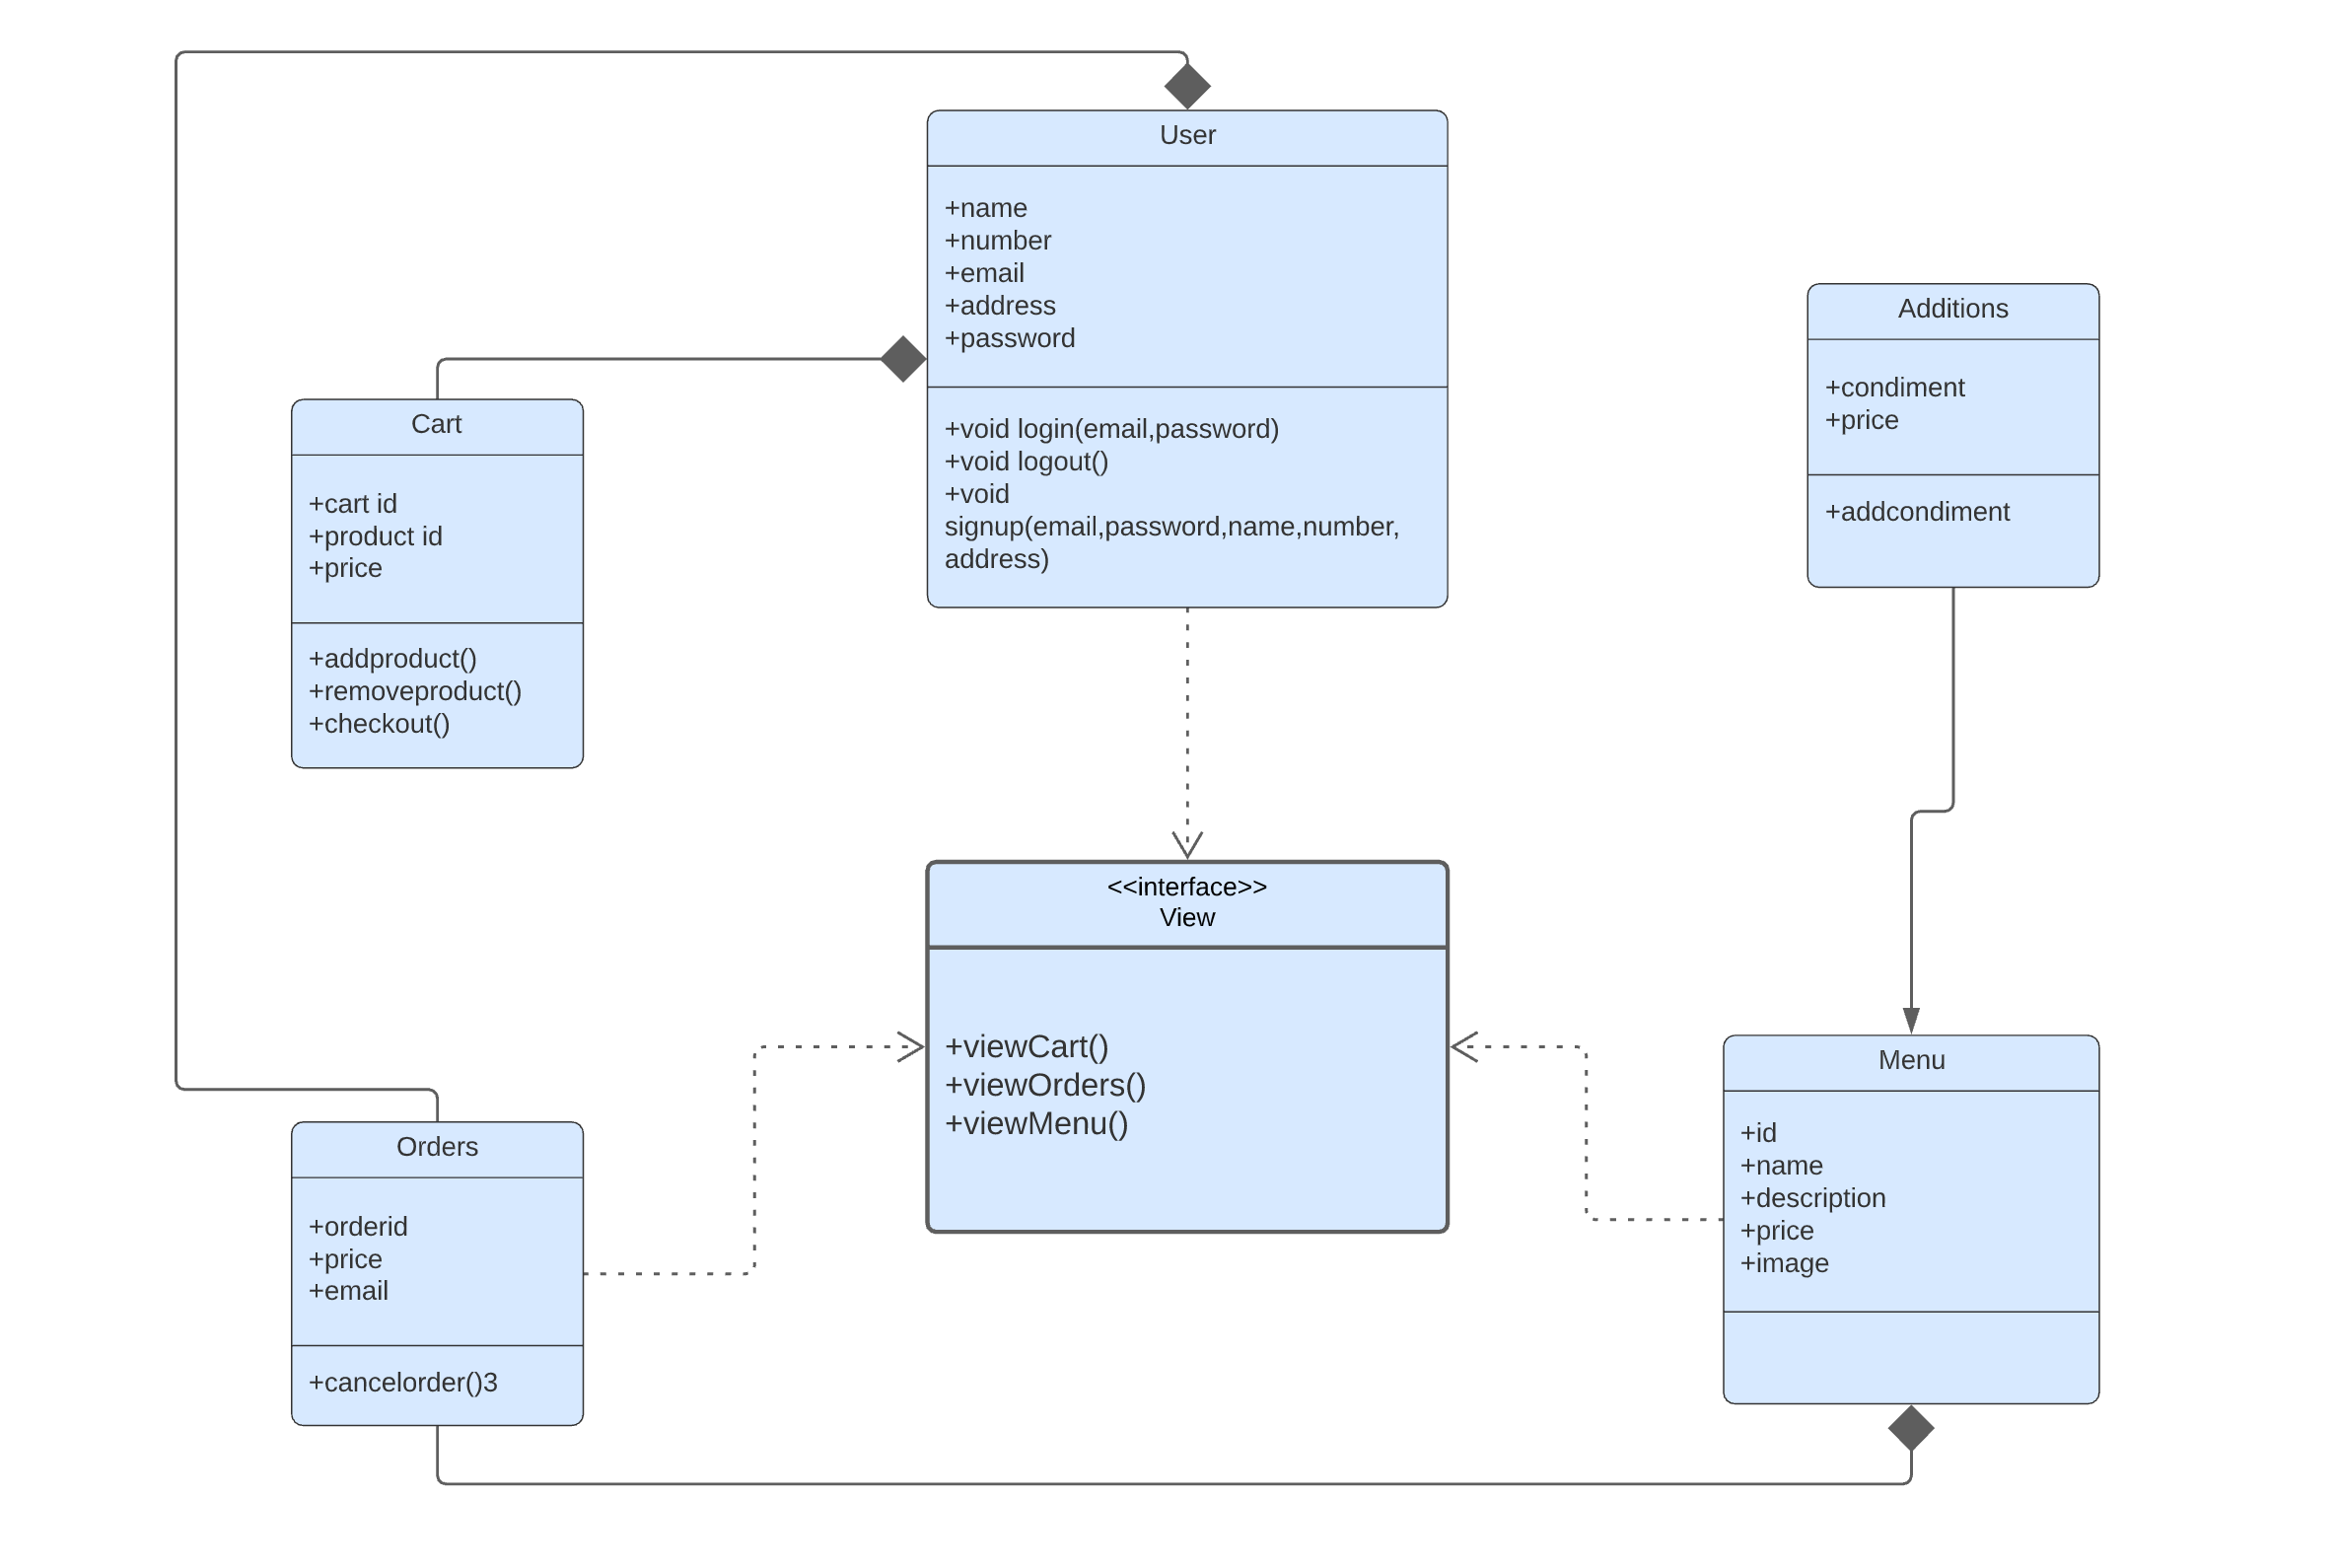 User
+name
+number
+email
+address
+password
+void login(email,password)
+void logout()
+void
signup(email,password,name,number,
address)
Additions
+condiment
+price
+addcondiment
Cart
+cart id
+product id
+price
+addproduct()
+removeproduct()
+checkout()
<<interface>>
View
+viewCart()
+viewOrders()
+viewMenu()
Menu
+id
+name
+description
+price
+image
Orders
+orderid
+price
+email
+cancelorder()3